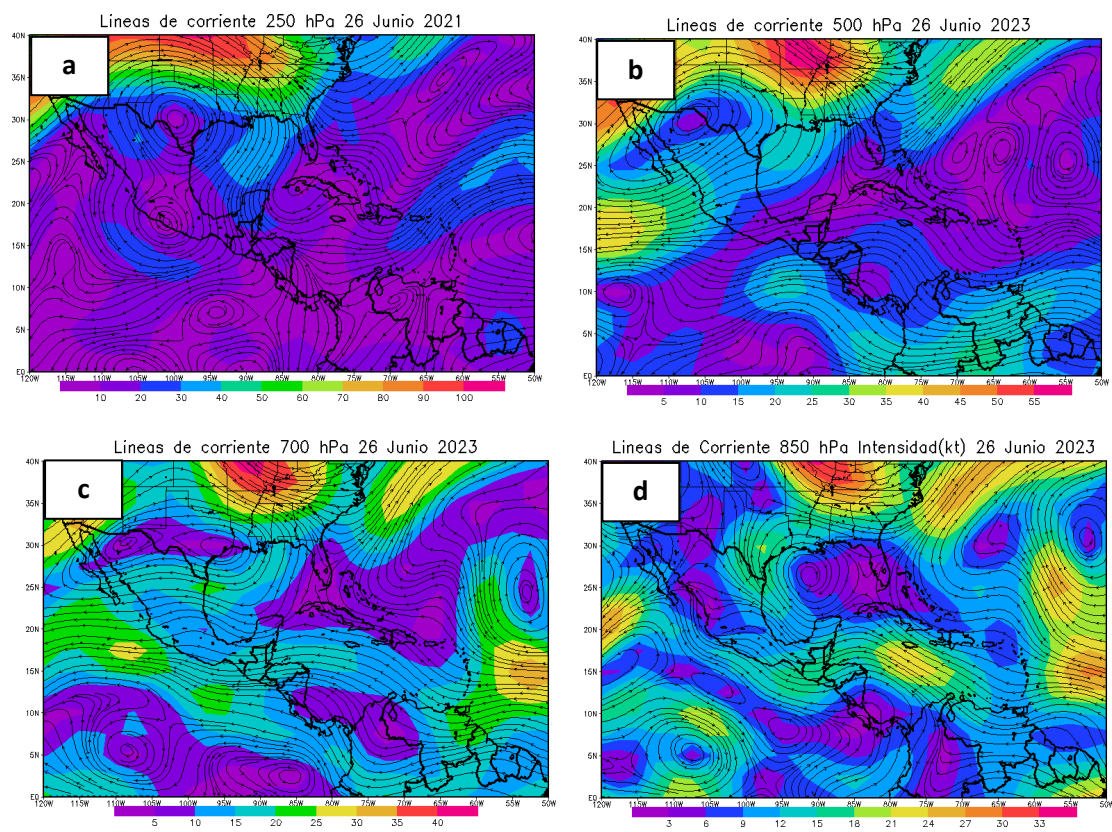 Lineas de corriente 250 hPa 26 Junio 2021
a
40N
35N
30N
25N
20N
15N
10N
5N
EQ
120W 115W 110W 105W 100W 95W 90W 85W 80W 75W 70W 65W 60W 55W 50W
10 20 30 40 50 60 70 80 90 100
Lineas de corriente 500 hPa 26 Junio 2023
b
40N
35N
30N
25N
20N
15N
10N
5N
EQ
120W 115W 110W 105W 100W 95W 90W 85W 80W 75W 70W 65W 60W 55W 50W
5 10 15 20 25 30 35 40 45 50 55
Lineas de corriente 700 hPa 26 Junio 2023
c
40N
35N
30N
25N
20N
15N
10N
5N
EQ
120W 115W 110W 105W 100W 95W 90W 85W 80W 75W 70W 65W 60W 55W 50W
5 10 15 20 25 30 35 40
Lineas de Corriente 850 hPa Intensidad(kt) 26 Junio 2023
d
40N
35N
30N
25N
20N
15N
10N
5N
EQ
120W 115W 110W 105W 100W 95W 90W 85W 80W 75W 70W 65W 60W 55W 50W
3 6 9 12 15 18 21 24 27 30 33